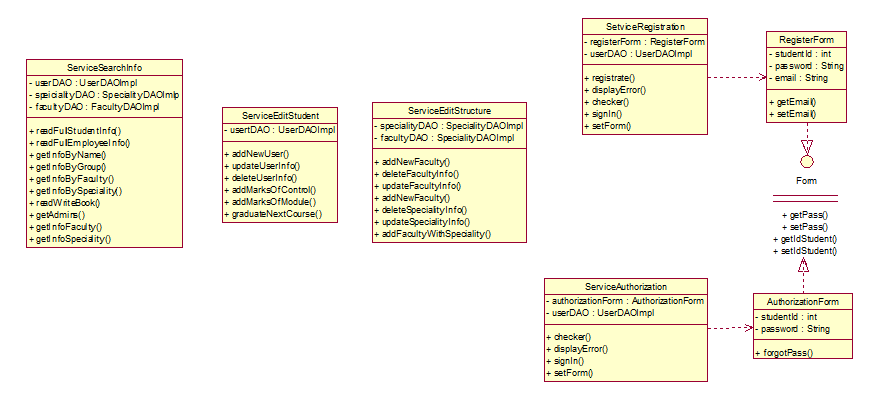 ServiceSearchInfo
- userDAO : UserDAOImpl
- speicialityDAO : SpecialityDAOImlp
- facultyDAO : FacultyDAOImpl
+ readFullStudentInfo()
+ readFullEmployeeInfo()
+ getInfoByName()
+ getInfoByGroup()
+ getInfoByFaculty()
+ getInfoBySpeciality()
+ readWriteBook()
+ getAdmins()
+ getInfoFaculty()
+ getInfoSpeciality()
ServiceEditStudent
- usertDAO : UserDAOImpl
+ addNewUser()
+ updateUserInfo()
+ deleteUserInfo()
+ addMarksOfControl()
+ addMarksOfModule()
+ graduateNextCourse()
ServiceEditStructure
- specialityDAO : SpecialityDAOImpl
- facultyDAO : SpecialityDAOImpl
+ addNewFaculty()
+ deleteFacultyInfo()
+ updateFacultyInfo()
+ addNewFaculty()
+ deleteSpecialityInfo()
+ updateSpecialityInfo()
+ addFacultyWithSpeciality()
SetviceRegistration
- registerForm : RegisterForm
- userDAO : UserDAOImpl
+ registrate()
+ displayError()
+ checker()
+ signIn()
+ setForm()
RegisterForm
- studentId : int
- password : String
- email : String
+ getEmail()
+ setEmail()
Form
+ getPass()
+ setPass()
+ getIdStudent()
+ setIdStudent()
ServiceAuthorization
- authorizationForm : AuthorizationForm
- userDAO : UserDAOImpl
+ checker()
+ displayError()
+ signIn()
+ setForm()
AuthorizationForm
- studentId : int
- password : String
+ forgotPass()